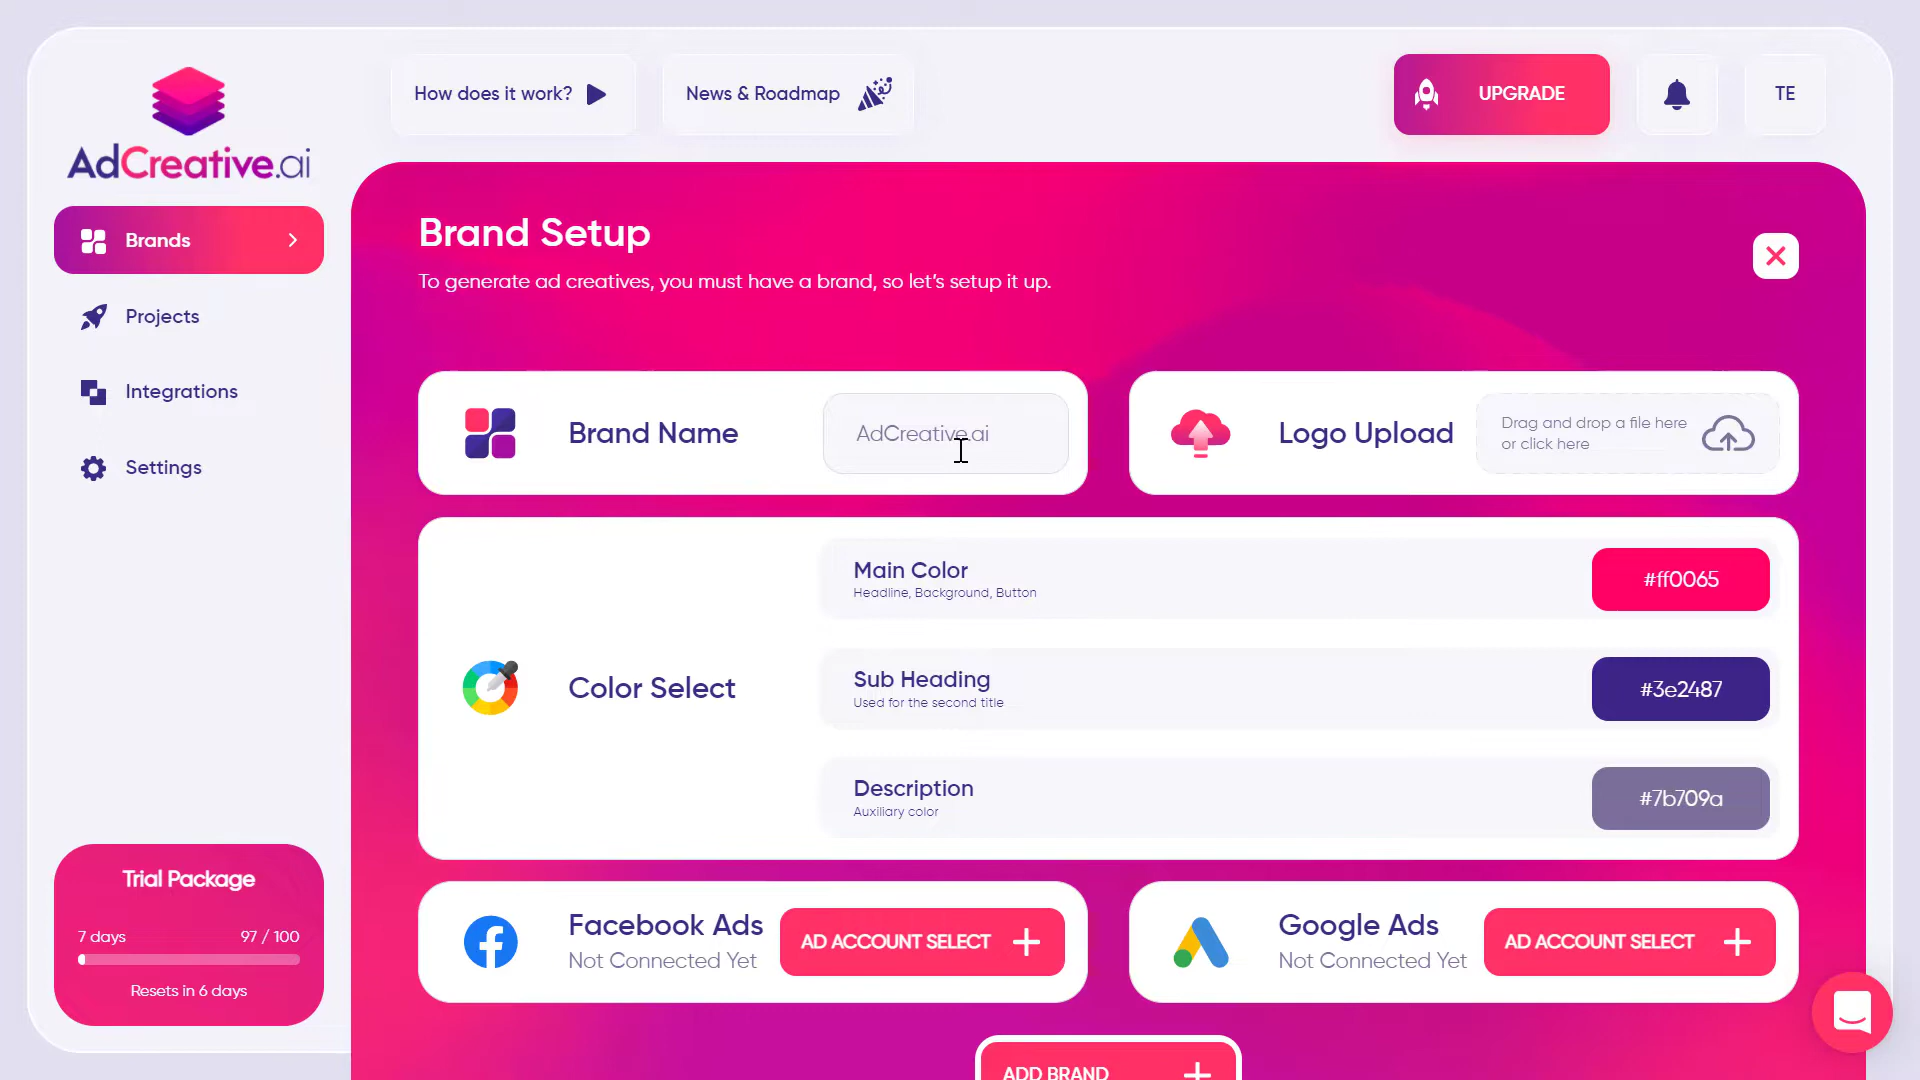 How does it work?
News & Roadmap
UPGRADE
TE
AdCreative.ai
Brands
Projects
Integrations
Settings
Trial Package
7 days
97 / 100
Resets in 6 days
Brand Setup
To generate ad creatives, you must have a brand, so let's setup it up.
Brand Name
AdCreative.ai
Logo Upload
Drag and drop a file here
or click here
Color Select
Main Color
Headline, Background, Button
#ff0065
Sub Heading
Used for the second title
#3e2487
Description
Auxiliary color
#7b709a
Facebook Ads
Not Connected Yet
AD ACCOUNT SELECT
Google Ads
Not Connected Yet
AD ACCOUNT SELECT
ADD BRAND